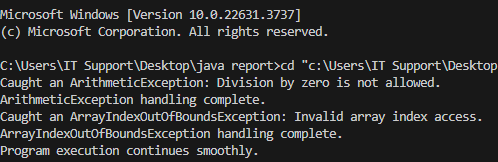 Microsoft Windows [Version 10.0.22631.3737]
(c) Microsoft Corporation. All rights reserved.
C:\Users\IT Support\Desktop\java report>cd "c:\Users\IT Support\Desktop
Caught an ArithmeticException: Division by zero is not allowed.
ArithmeticException handling complete.
Caught an ArrayIndexOutOfBoundsException: Invalid array index access.
ArrayIndexOutOfBoundsException handling complete.
Program execution continues smoothly.